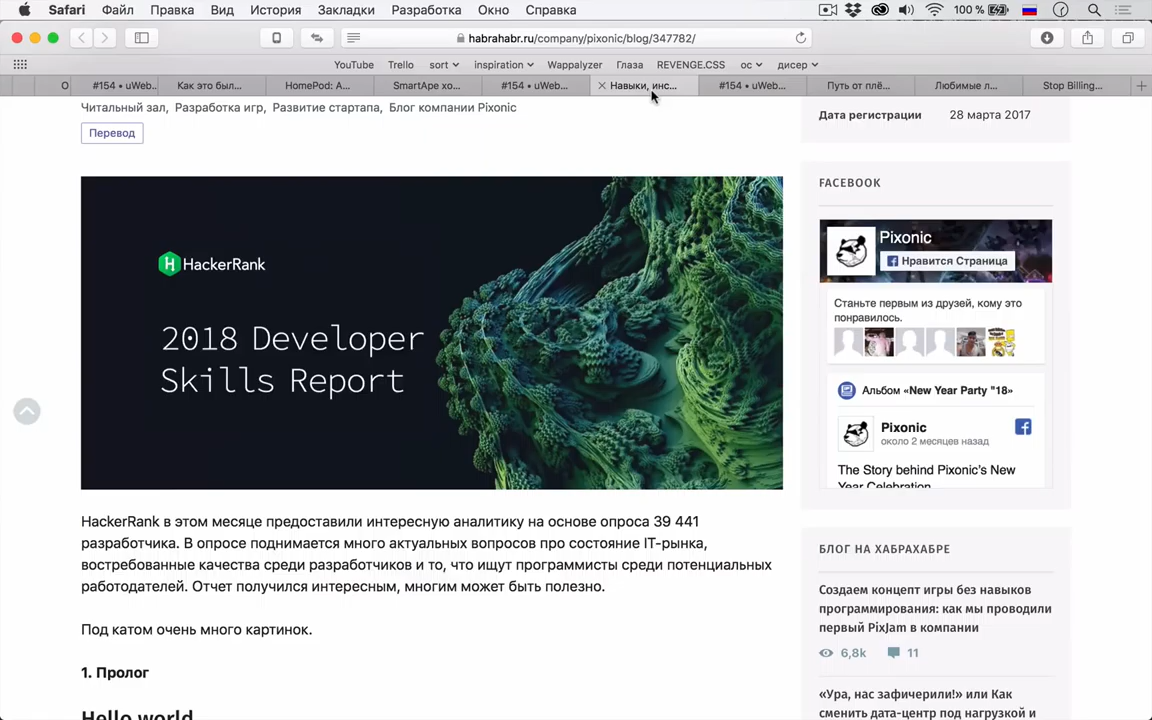 Safari Файл Правка Вид История Закладки Разработка Окно Справка 100 %
habrahabr.ru/company/pixonic/blog/347782/
YouTube Trello sort inspiration Wappalyzer Глаза REVENGE.CSS ос дисер
О #154 • uWeb... Как это был... HomePod: А... SmartApe хо... #154 • uWeb... Навыки, инс... #154 • uWeb... Путь от плё... Любимые л... Stop Billing...
Читальный зал, Разработка игр, Развитие стартапа, Блог компании Pixonic
Перевод
HackerRank
2018 Developer
Skills Report
HackerRank в этом месяце предоставили интересную аналитику на основе опроса 39 441
разработчика. В опросе поднимается много актуальных вопросов про состояние IT-рынка,
востребованные качества среди разработчиков и то, что ищут программисты среди потенциальных
работодателей. Отчет получился интересным, многим может быть полезно.
Под катом очень много картинок.
1. Пролог
Hello world
Дата регистрации 28 марта 2017
FACEBOOK
Pixonic
Нравится Страница
Станьте первым из друзей, кому это
понравилось.
Альбом «New Year Party "18»
Pixonic
около 2 месяцев назад
The Story behind Pixonic’s New
Year Celebration
БЛОГ НА ХАБРАХАБРЕ
Создаем концепт игры без навыков
программирования: как мы проводили
первый PixJam в компании
6,8k 11
«Ура, нас зафичерили!» или Как
сменить дата-центр под нагрузкой и